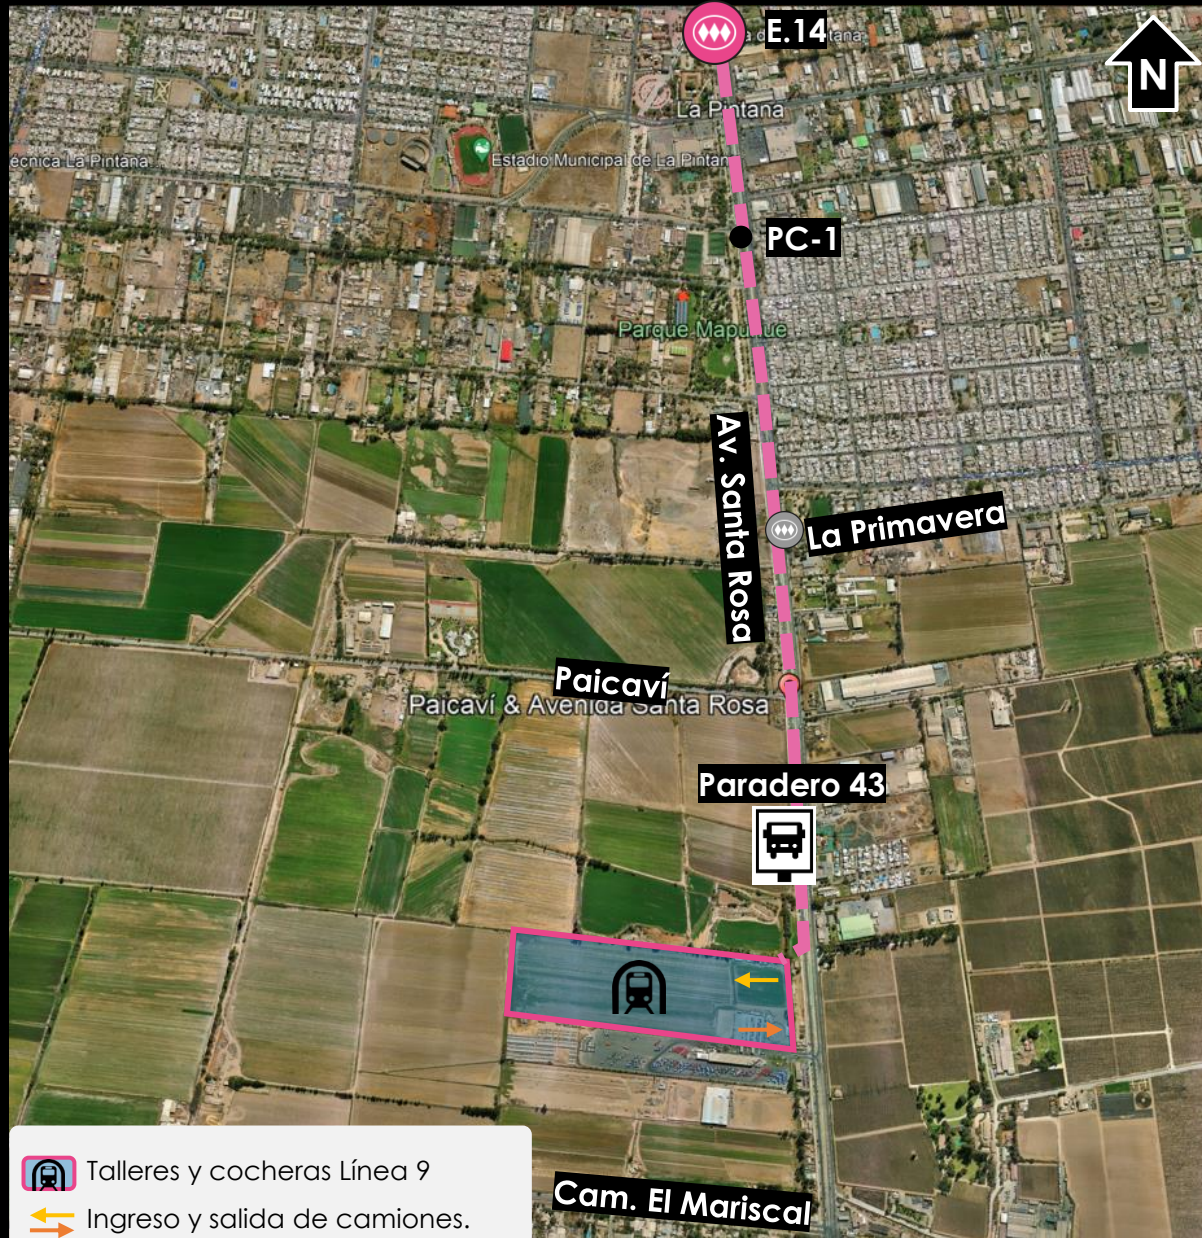 E.14
N
La Pintana
écnica La Pintana
Estadio Municipal de La Pintan
PC-1
Parque Mapuhue
Av. Santa Rosa
La Primavera
Paicaví
Paicaví & Avenida Santa Rosa
Paradero 43
Talleres y cocheras Línea 9
Ingreso y salida de camiones.
Cam. El Mariscal